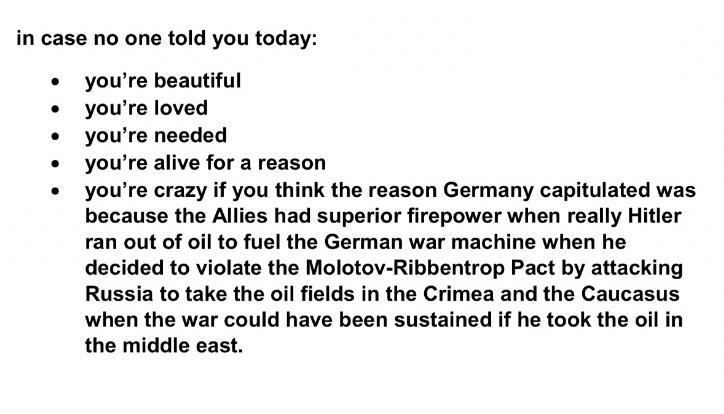 in case no one told you today:
• you’re beautiful
• you’re loved
• you’re needed
• you’re alive for a reason
• you’re crazy if you think the reason Germany capitulated was
because the Allies had superior firepower when really Hitler
ran out of oil to fuel the German war machine when he
decided to violate the Molotov-Ribbentrop Pact by attacking
Russia to take the oil fields in the Crimea and the Caucasus
when the war could have been sustained if he took the oil in
the middle east.